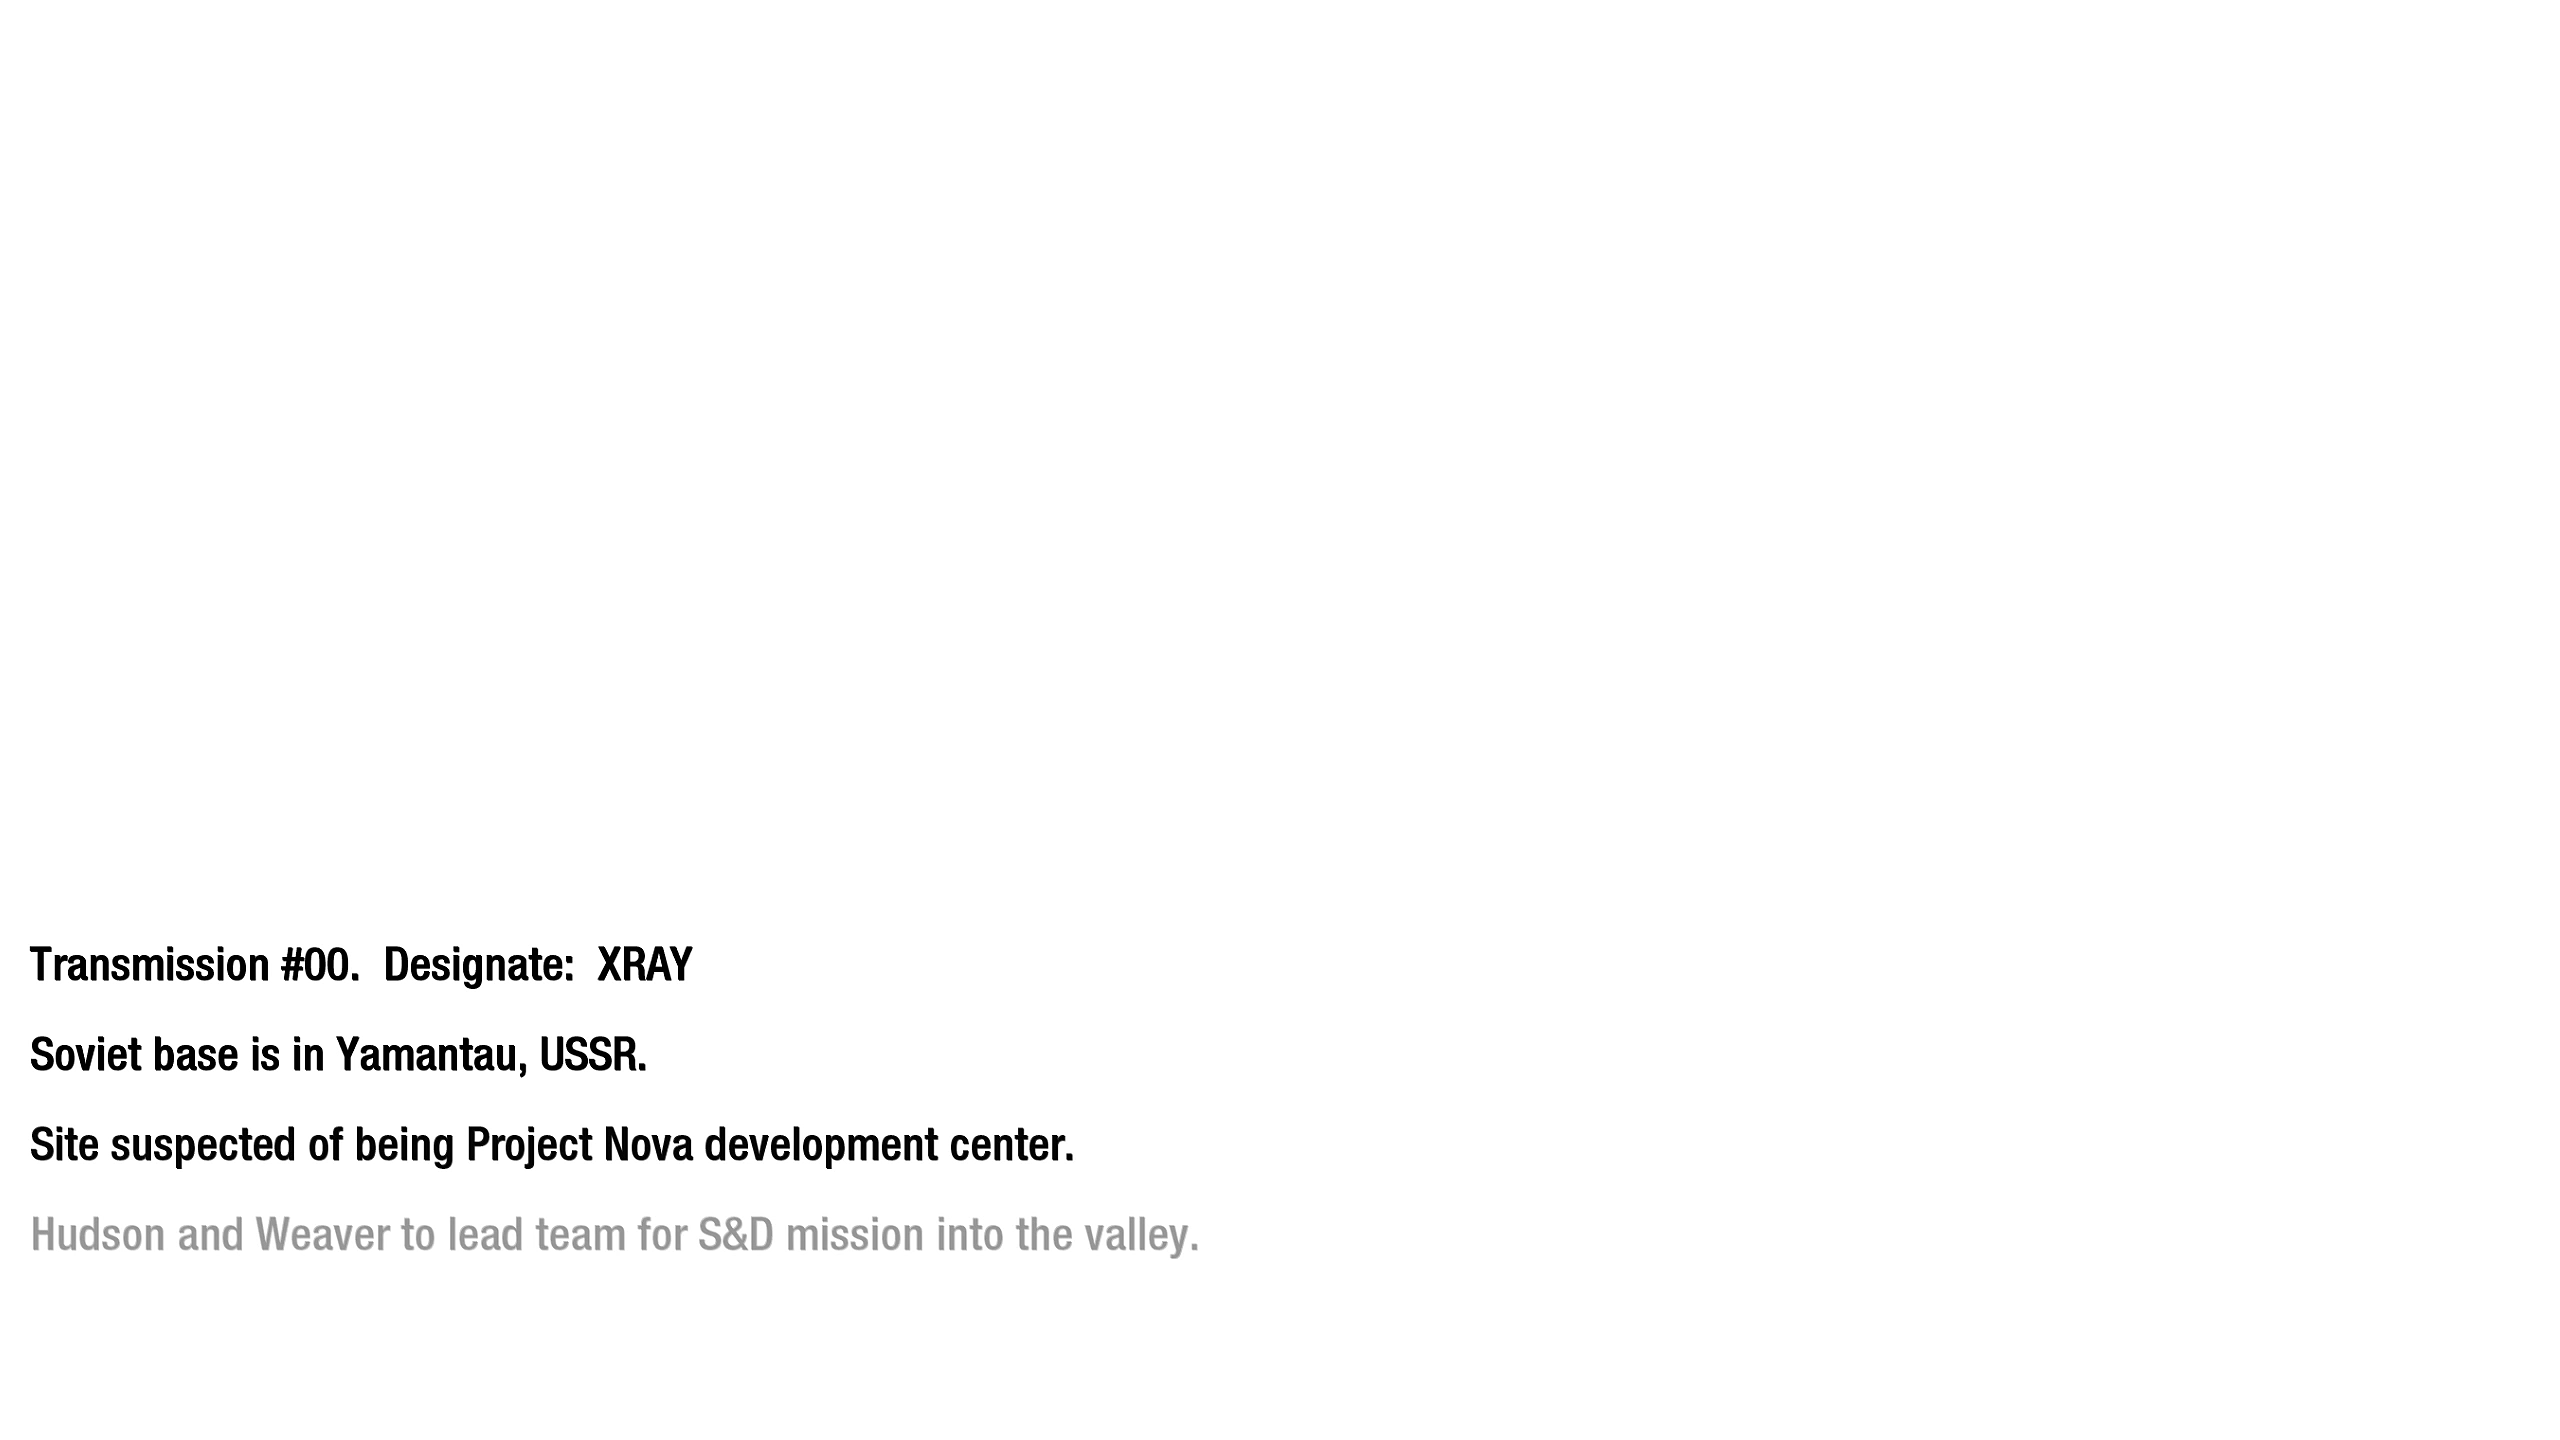 Transmission #00.  Designate:  XRAY
Soviet base is in Yamantau, USSR.
Site suspected of being Project Nova development center.
Hudson and Weaver to lead team for S&D mission into the valley.